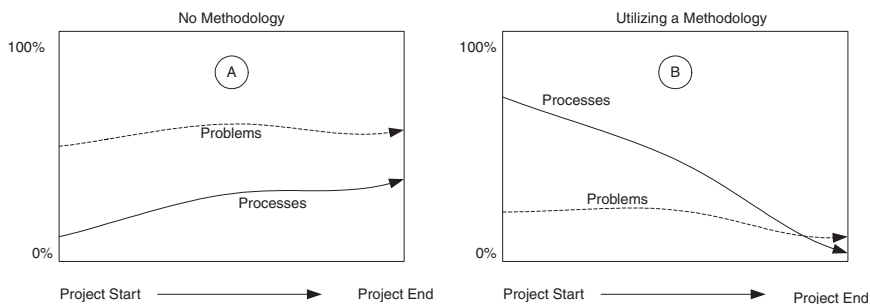 No Methodology
100%
A
Problems
Processes
0%
Project Start
Project End
Utilizing a Methodology
100%
B
Processes
Problems
0%
Project Start
Project End